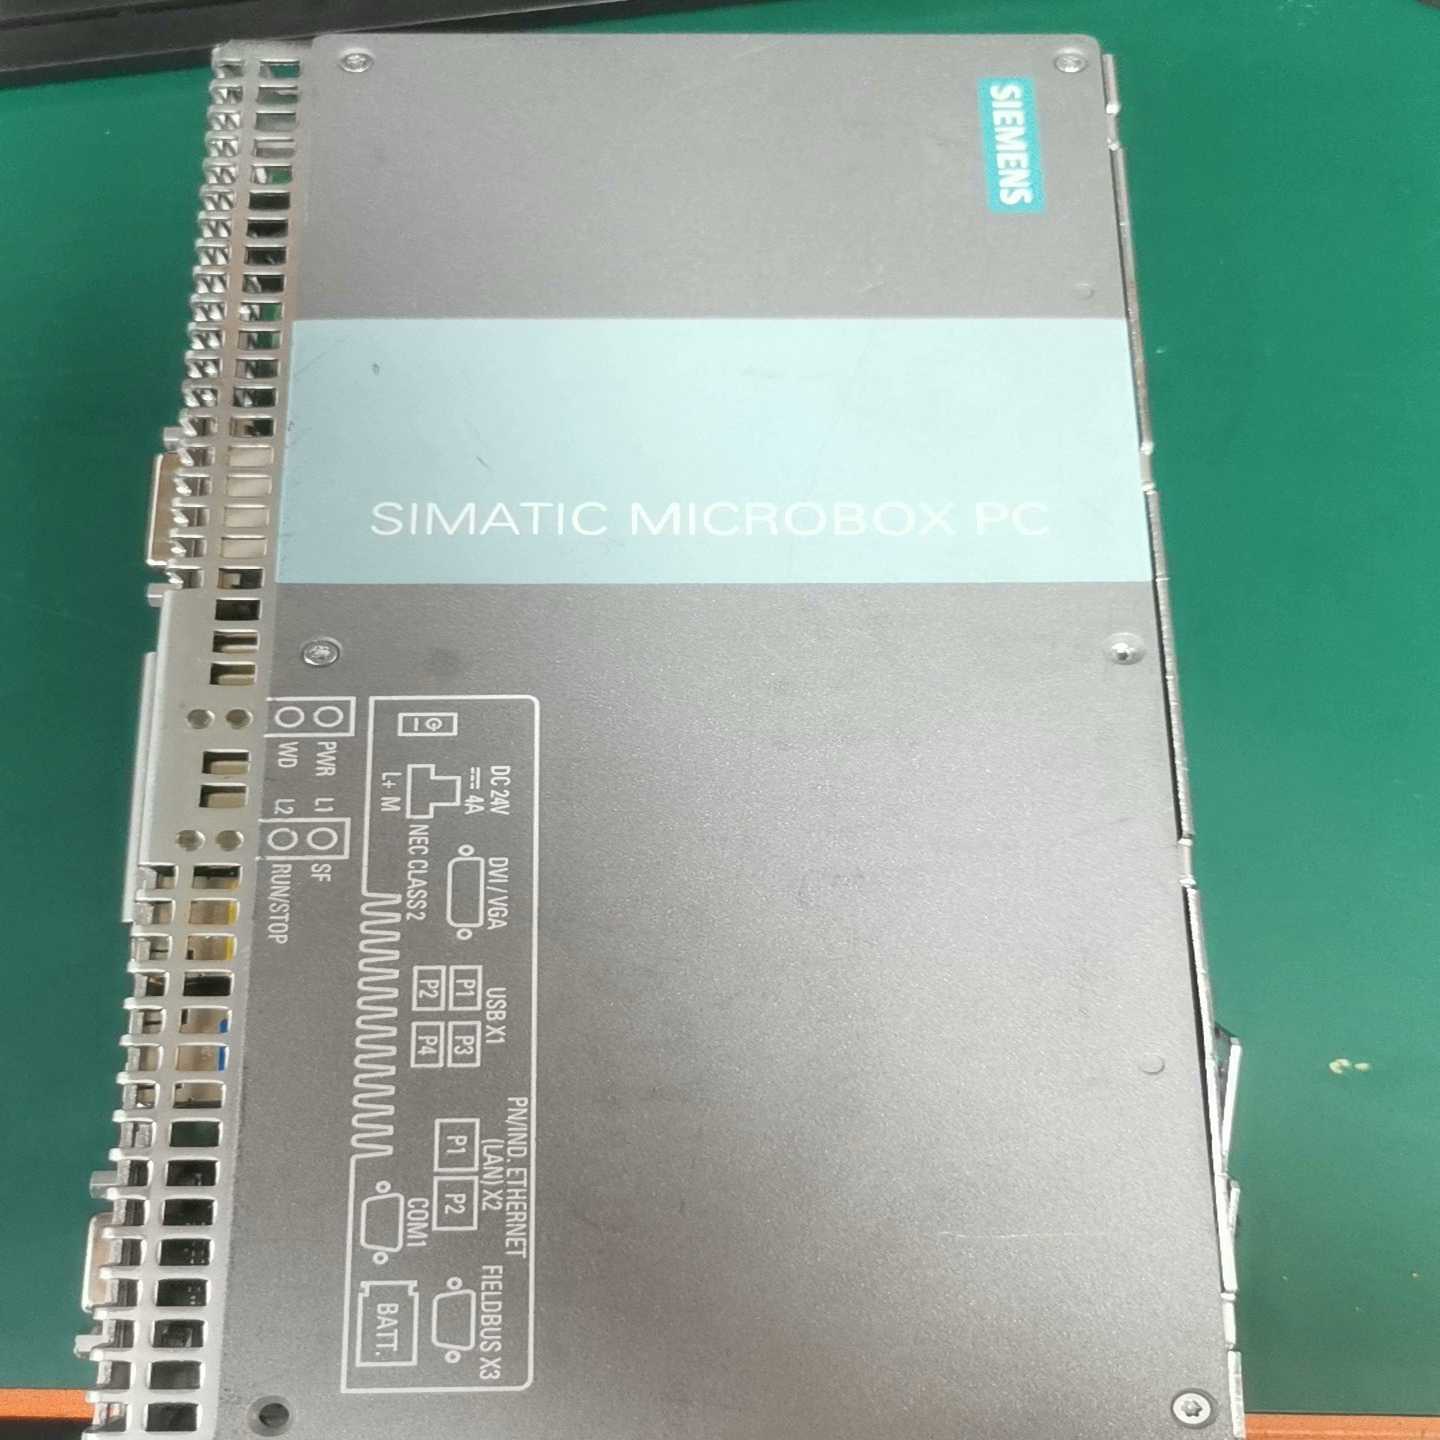 SIEMENS
SIMATIC MICROBOX PC
PWR
WD
L1
L2
SF
RUN/STOP
DC 24V
4A
L+ M
NEC CLASS 2
DVI / VGA
USB X1
P1
P3
P2
P4
PN/IND. ETHERNET
(LAN) X2
P1
P2
COM1
FIELDBUS X3
BATT.